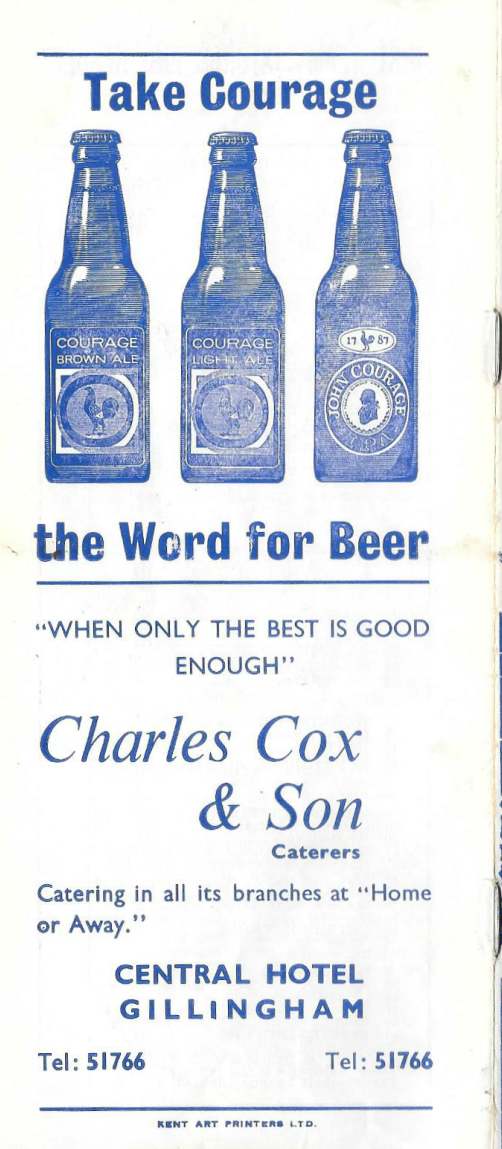 Take Courage
COURAGE
BROWN ALE
COURAGE
LIGHT ALE
17 87
JOHN COURAGE
the Word for Beer
"WHEN ONLY THE BEST IS GOOD
ENOUGH"
Charles Cox
& Son
Caterers
Catering in all its branches at "Home
or Away."
CENTRAL HOTEL
GILLINGHAM
Tel: 51766 Tel: 51766
KENT ART PRINTERS LTD.